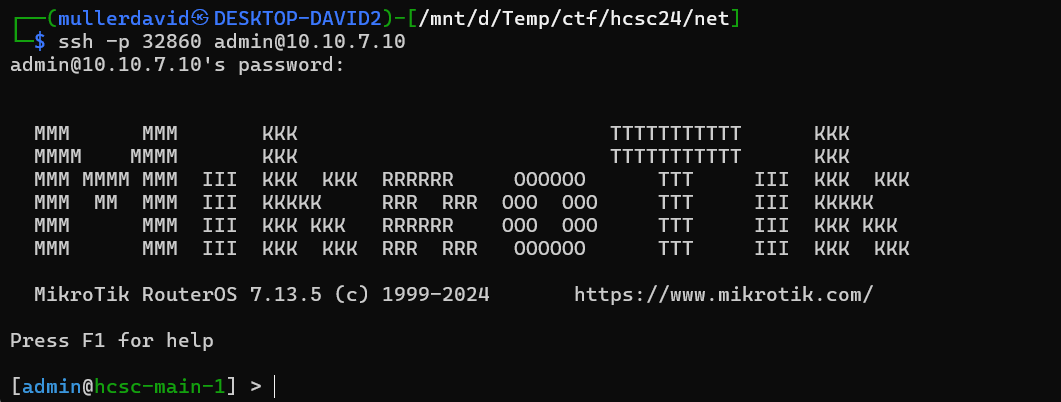 ┌──(mullerdavid㉿DESKTOP-DAVID2)-[/mnt/d/Temp/ctf/hcsc24/net]
└─$ ssh -p 32860 admin@10.10.7.10
admin@10.10.7.10's password:
  MMM      MMM       KKK                          TTTTTTTTTTT      KKK
  MMMM    MMMM       KKK                          TTTTTTTTTTT      KKK
  MMM MMMM MMM  III  KKK  KKK  RRRRRR     OOOOOO      TTT     III  KKK  KKK
  MMM  MM  MMM  III  KKKKK     RRR  RRR  OOO  OOO     TTT     III  KKKKK
  MMM      MMM  III  KKK KKK   RRRRRR    OOO  OOO     TTT     III  KKK KKK
  MMM      MMM  III  KKK  KKK  RRR  RRR   OOOOOO      TTT     III  KKK  KKK
  MikroTik RouterOS 7.13.5 (c) 1999-2024       https://www.mikrotik.com/
Press F1 for help
[admin@hcsc-main-1] >